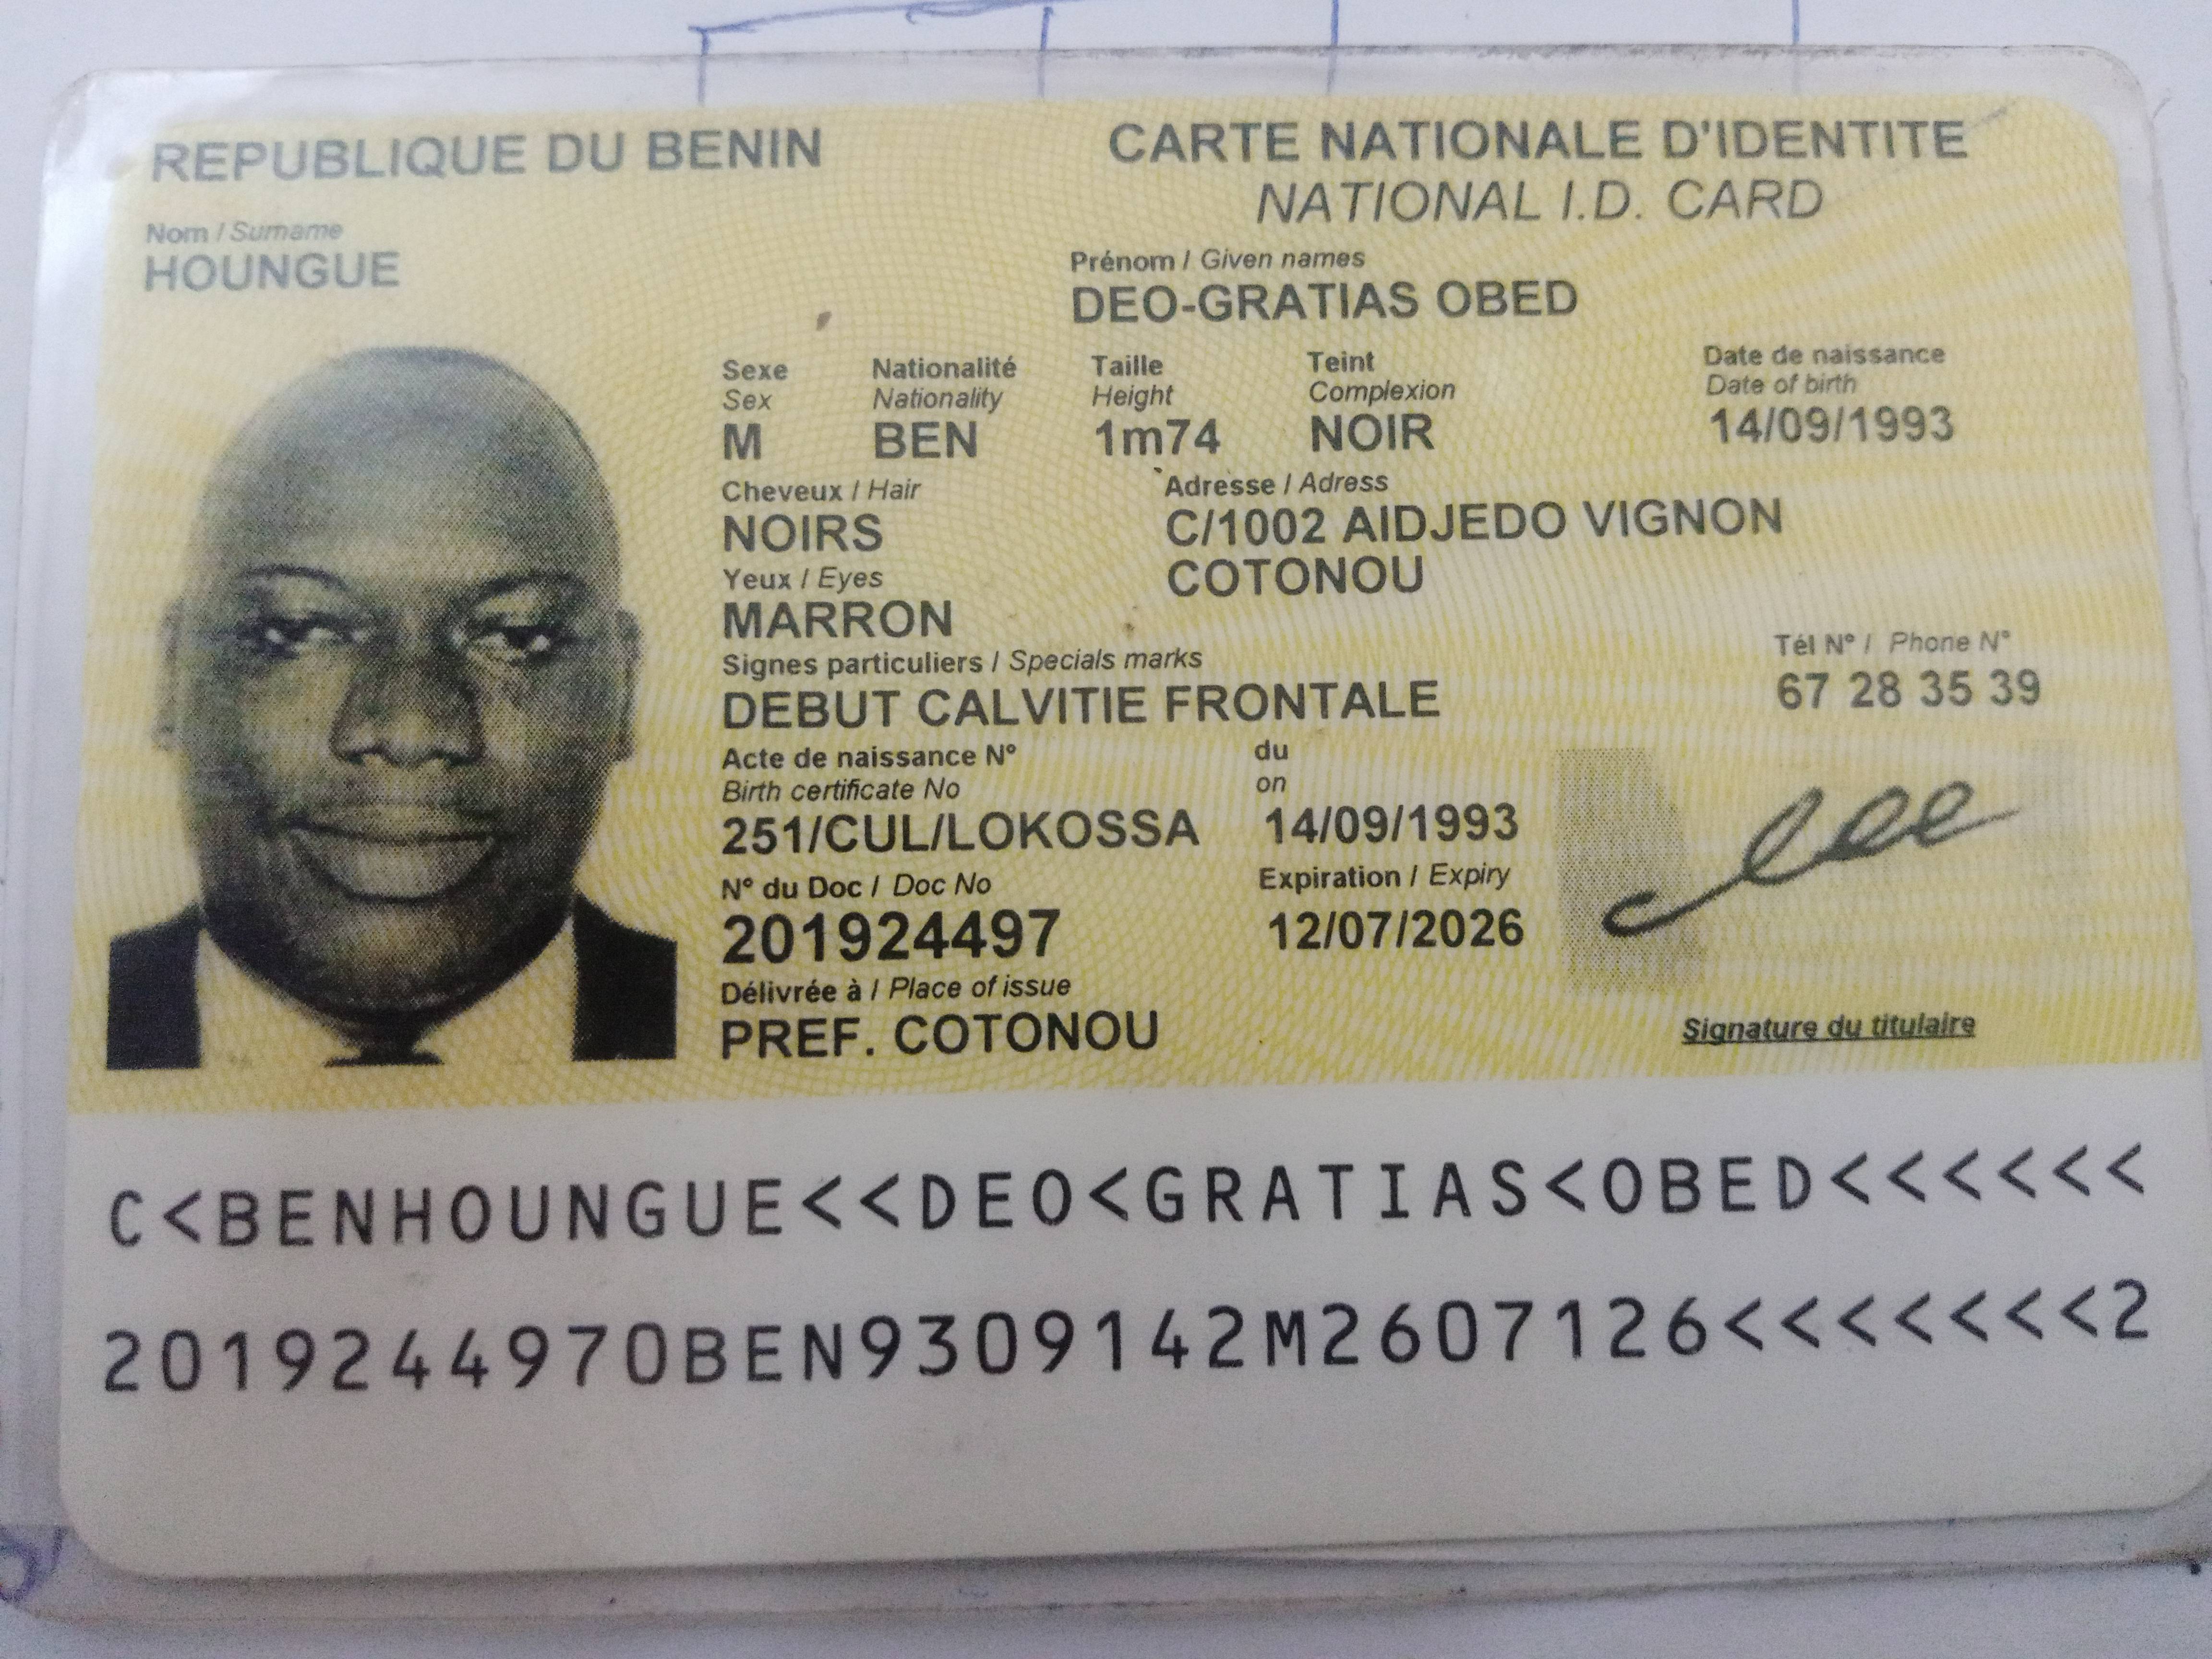 REPUBLIQUE DU BENIN
CARTE NATIONALE D'IDENTITE
NATIONAL I.D. CARD
Nom / Surname
HOUNGUE
Prénom / Given names
DEO-GRATIAS OBED
Sexe Nationalité Taille Teint Date de naissance
Sex Nationality Height Complexion Date of birth
M BEN 1m74 NOIR 14/09/1993
Cheveux / Hair Adresse / Adress
NOIRS C/1002 AIDJEDO VIGNON
Yeux / Eyes COTONOU
MARRON
Signes particuliers / Specials marks Tél N° / Phone N°
DEBUT CALVITIE FRONTALE 67 28 35 39
Acte de naissance N° du
Birth certificate No on
251/CUL/LOKOSSA 14/09/1993
N° du Doc / Doc No Expiration / Expiry
201924497 12/07/2026
Délivrée à / Place of issue
PREF. COTONOU
Signature du titulaire
C<BENHOUNGUE<<DEO<GRATIAS<OBED<<<<<<
2019244970BEN9309142M2607126<<<<<<<2